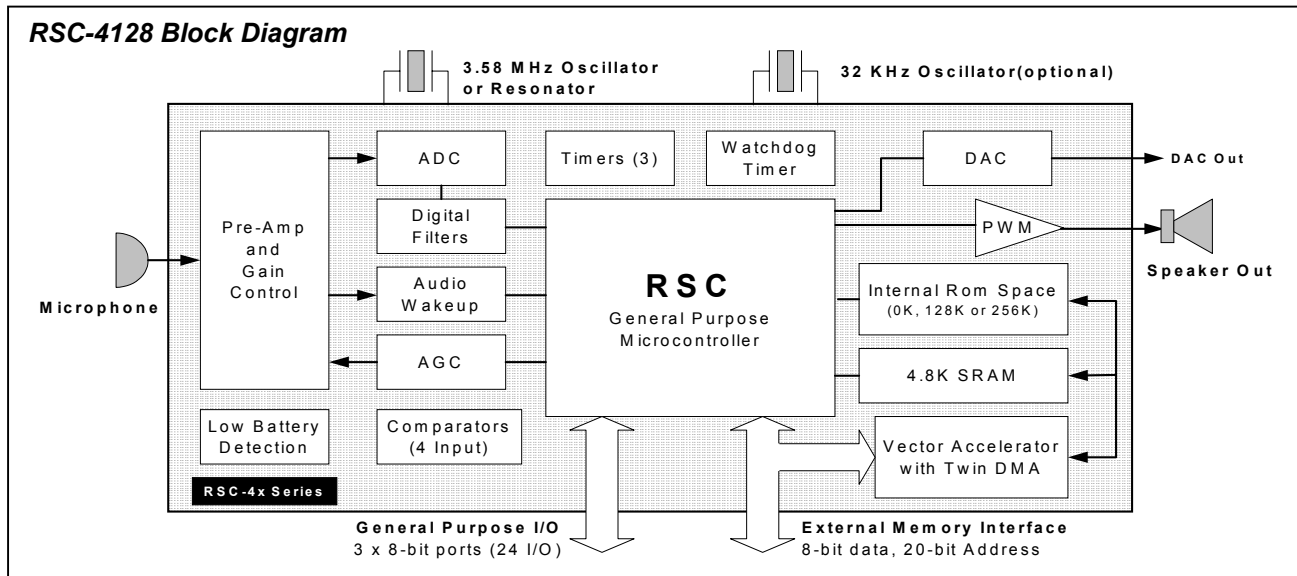 RSC-4128 Block Diagram
3.58 MHz Oscillator
or Resonator
32 KHz Oscillator(optional)
Pre-Amp
and
Gain
Control
ADC
Timers (3)
Watchdog
Timer
DAC
DAC Out
Digital
Filters
PWM
Speaker Out
Microphone
Audio
Wakeup
RSC
General Purpose
Microcontroller
Internal Rom Space
(0K, 128K or 256K)
AGC
4.8K SRAM
Low Battery
Detection
Comparators
(4 Input)
Vector Accelerator
with Twin DMA
RSC-4x Series
General Purpose I/O
3 x 8-bit ports (24 I/O)
External Memory Interface
8-bit data, 20-bit Address